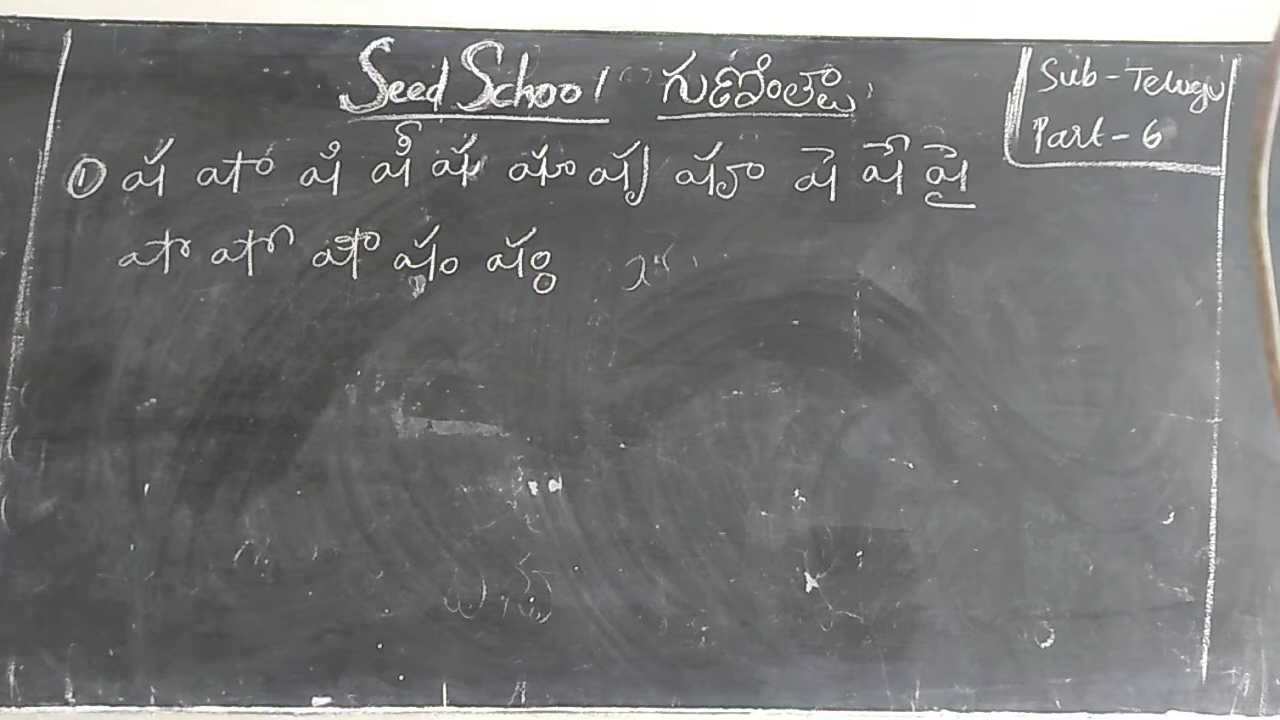 Seed School గుణింతాలు
Sub - Telugu
Part - 6
① ష షా షి షీ షు షూ షృ షౄ షె షే షై
షొ షో షౌ షం షః